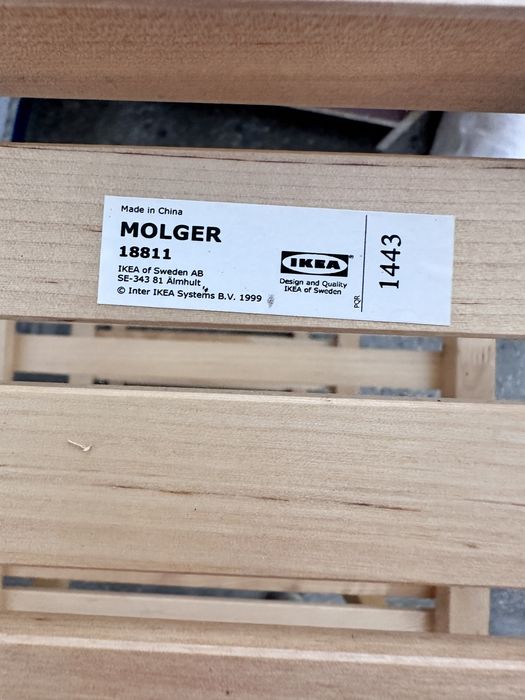 Made in China
MOLGER
18811
IKEA of Sweden AB
SE-343 81 Älmhult
© Inter IKEA Systems B.V. 1999
IKEA®
Design and Quality
IKEA of Sweden
PQR
1443